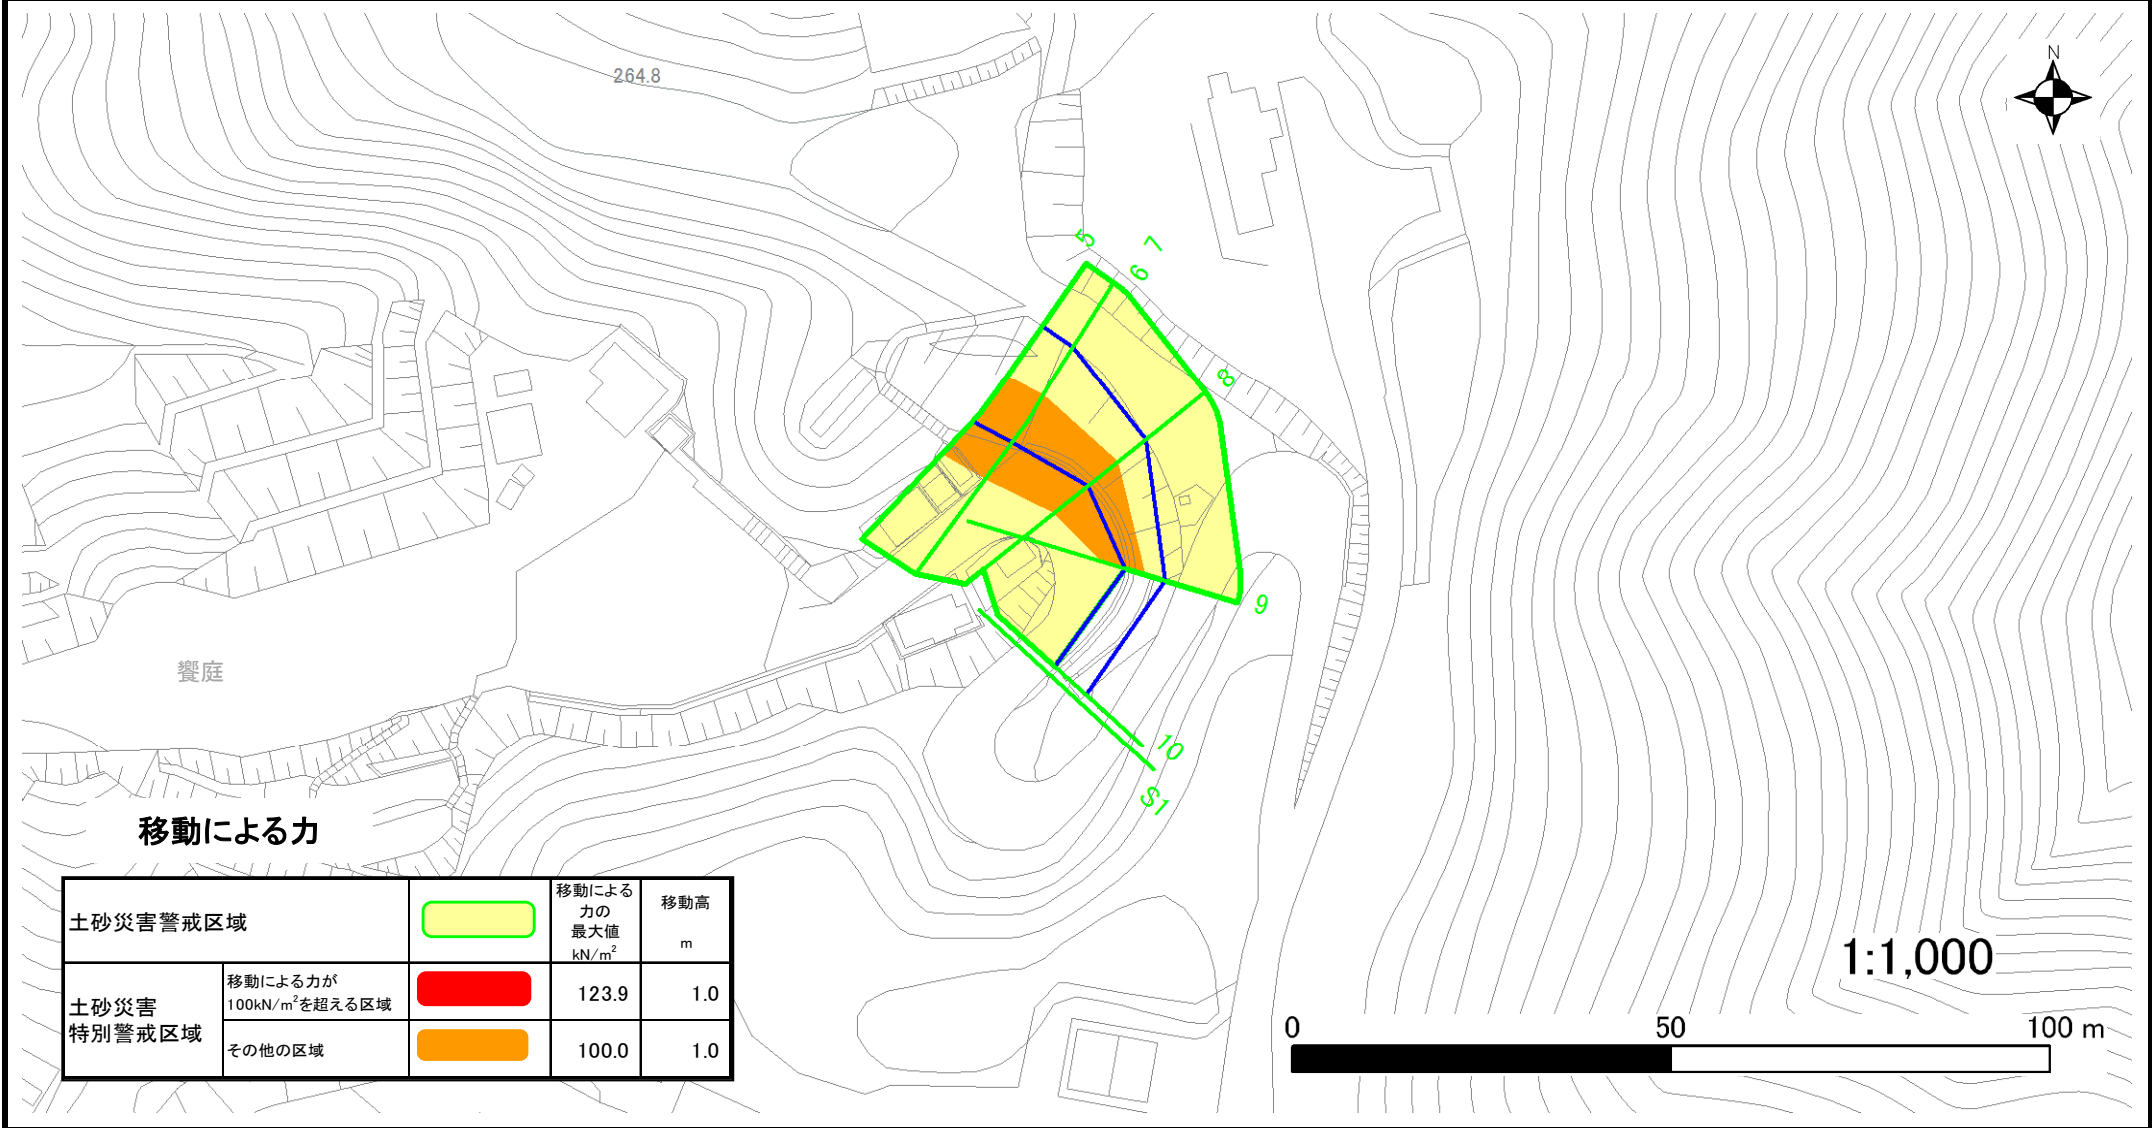 N
264.8
5
6
7
8
9
10
S1
饗庭
移動による力
土砂災害警戒区域
移動による
力の
最大値
kN/m²
移動高
m
土砂災害
特別警戒区域
移動による力が
100kN/m²を超える区域
123.9
1.0
その他の区域
100.0
1.0
1:1,000
0
50
100 m